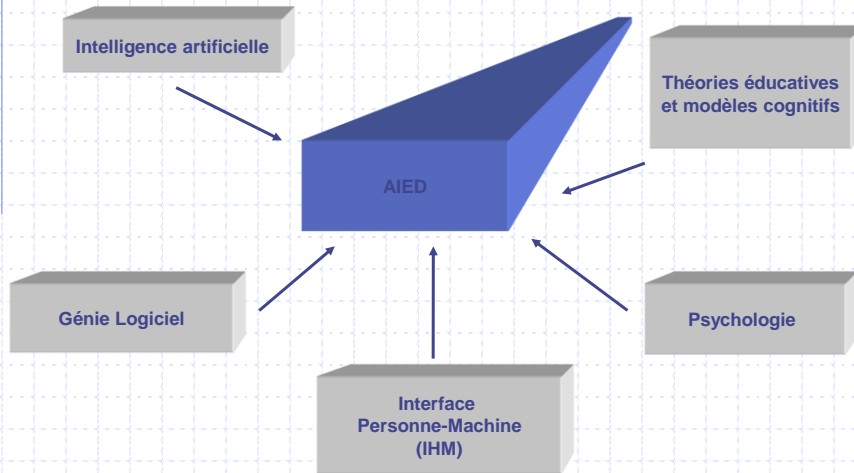 Intelligence artificielle
Théories éducatives
et modèles cognitifs
AIED
Génie Logiciel
Psychologie
Interface
Personne-Machine
(IHM)